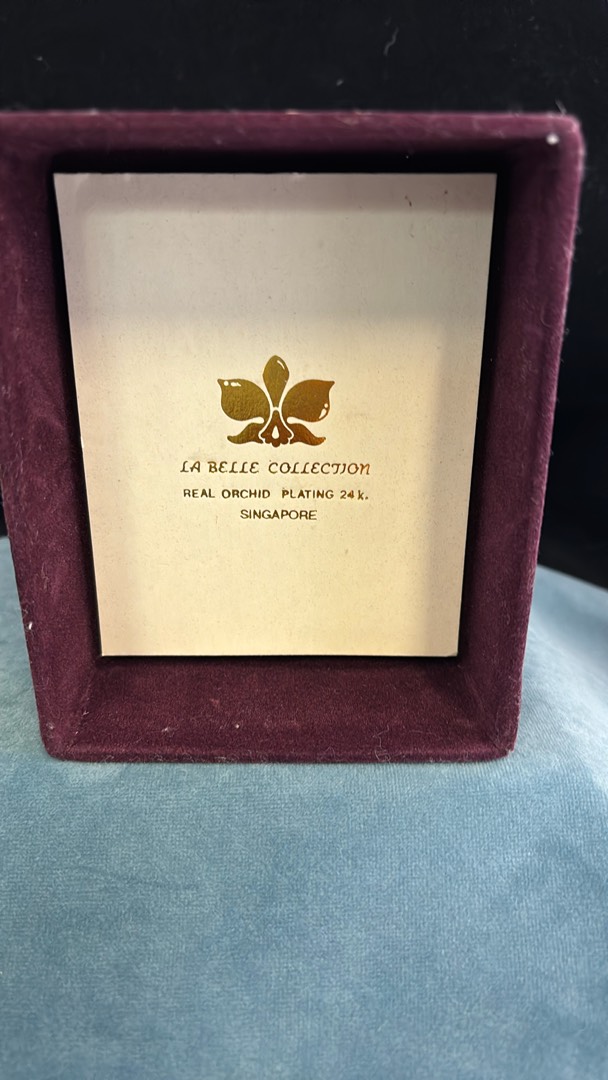 LA BELLE COLLECTION
REAL ORCHID PLATING 24 k.
SINGAPORE